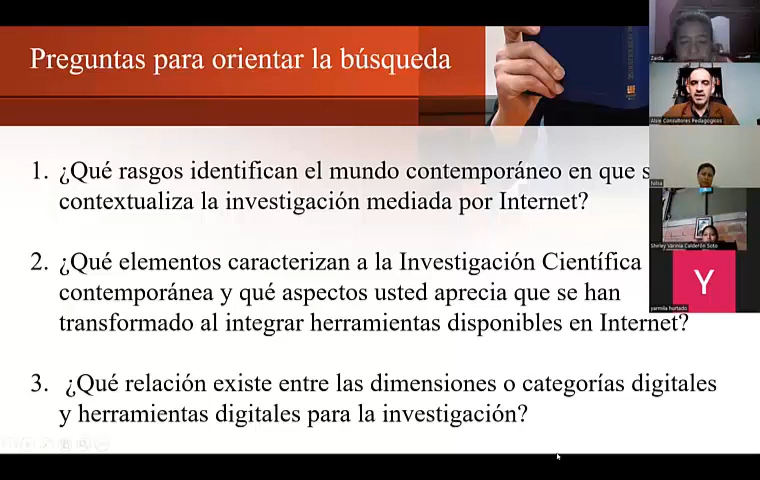 Preguntas para orientar la búsqueda
1. ¿Qué rasgos identifican el mundo contemporáneo en que s
contextualiza la investigación mediada por Internet?
2. ¿Qué elementos caracterizan a la Investigación Científica
contemporánea y qué aspectos usted aprecia que se han
transformado al integrar herramientas disponibles en Internet?
3. ¿Qué relación existe entre las dimensiones o categorías digitales
y herramientas digitales para la investigación?
Zaida
Alsie Consultores Pedagógicos
Shirley Vannia Calderón Soto
Y
yarmila hurtado